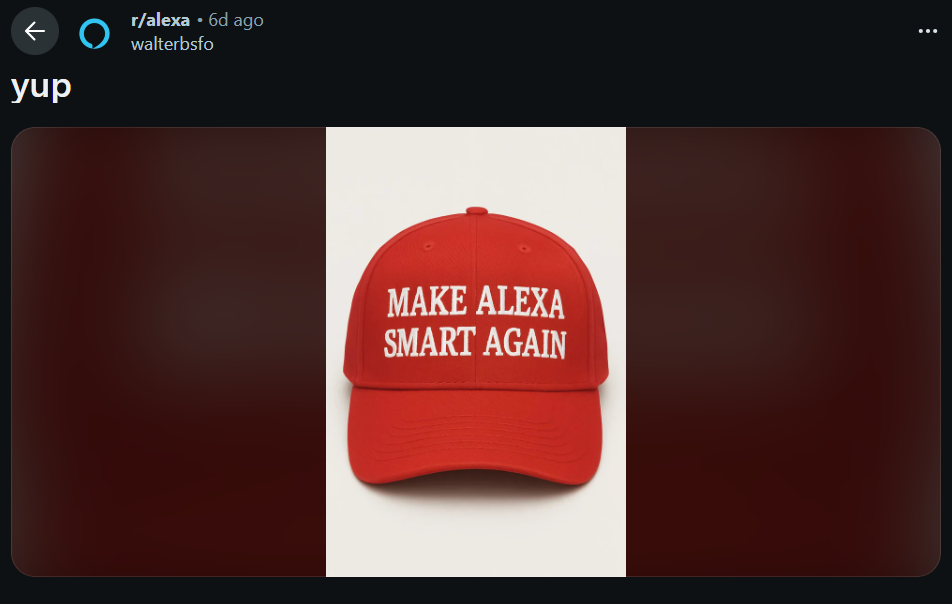 r/alexa • 6d ago
walterbsfo
yup
MAKE ALEXA
SMART AGAIN